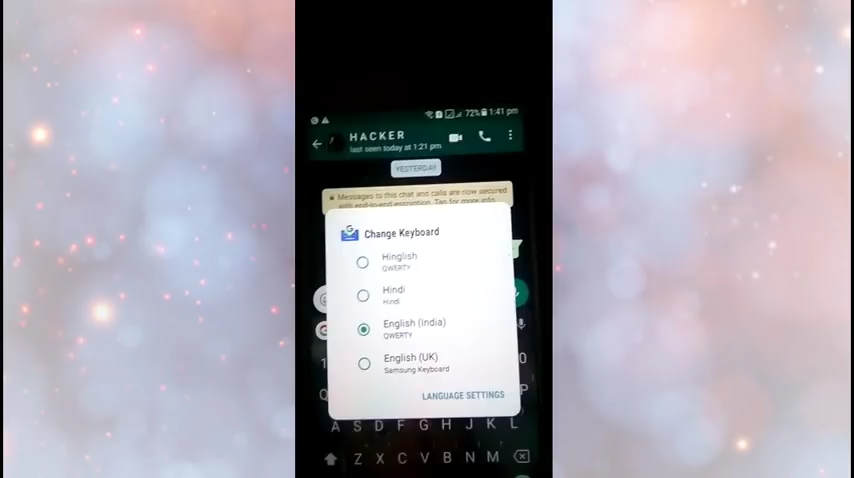 72% 1:41 pm
HACKER
last seen today at 1:21 pm
YESTERDAY
Messages to this chat and calls are now secured
with end-to-end encryption. Tap for more info.
Change Keyboard
Hinglish
QWERTY
Hindi
Hindi
English (India)
QWERTY
English (UK)
Samsung Keyboard
LANGUAGE SETTINGS
1 0
Q P
A S D F G H J K L
Z X C V B N M